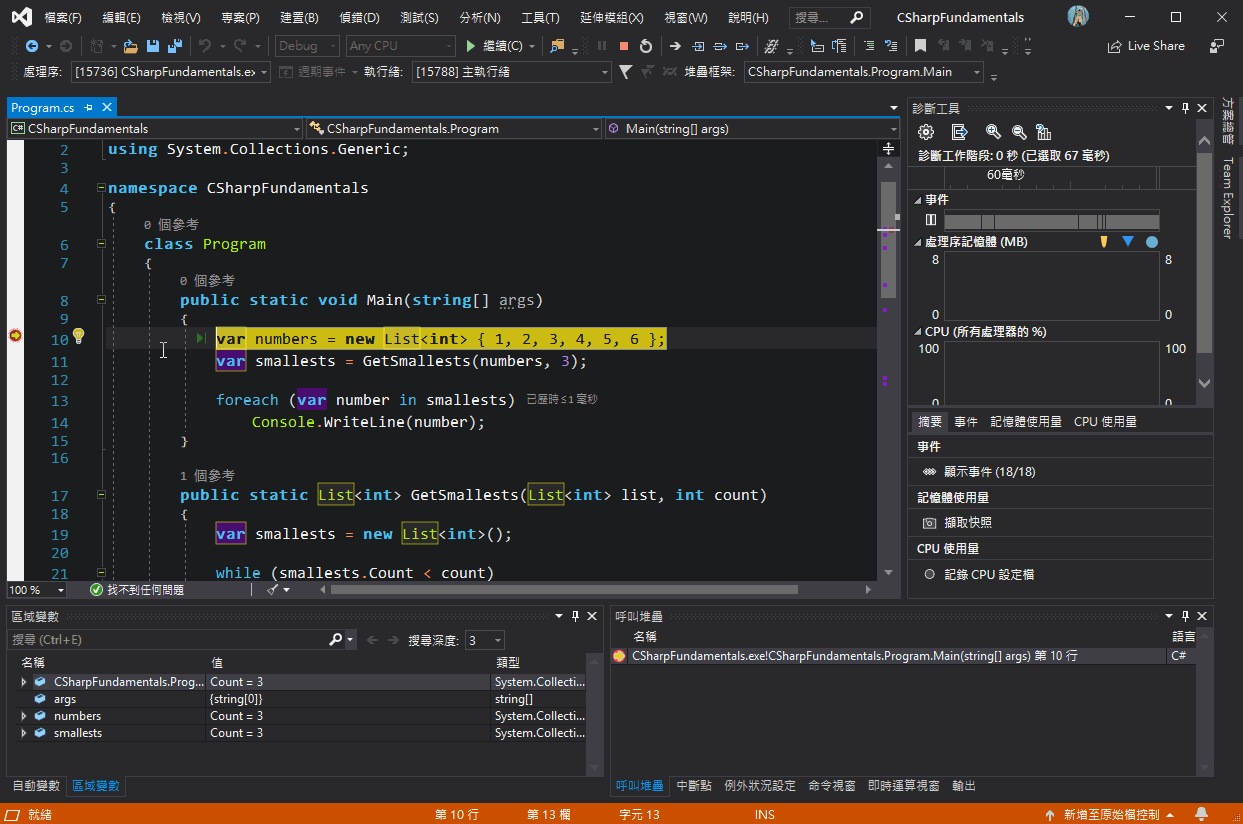 檔案(F) 編輯(E) 檢視(V) 專案(P) 建置(B) 偵錯(D) 測試(S) 分析(N) 工具(T) 延伸模組(X) 視窗(W) 說明(H) 搜尋... CSharpFundamentals
Debug Any CPU 繼續(C) Live Share
處理序: [15736] CSharpFundamentals.ex 週期事件 執行緒: [15788] 主執行緒 堆疊框架: CSharpFundamentals.Program.Main
Program.cs
CSharpFundamentals CSharpFundamentals.Program Main(string[] args)
2 using System.Collections.Generic;
3
4 namespace CSharpFundamentals
5 {
0 個參考
6 class Program
7 {
0 個參考
8 public static void Main(string[] args)
9 {
10 var numbers = new List<int> { 1, 2, 3, 4, 5, 6 };
11 var smallests = GetSmallests(numbers, 3);
12
13 foreach (var number in smallests) 已歷時 ≤ 1 毫秒
14 Console.WriteLine(number);
15 }
16
1 個參考
17 public static List<int> GetSmallests(List<int> list, int count)
18 {
19 var smallests = new List<int>();
20
21 while (smallests.Count < count)
100 % 找不到任何問題
診斷工具
診斷工作階段: 0 秒 (已選取 67 毫秒)
60毫秒
事件
處理序記憶體 (MB)
8 8
0 0
CPU (所有處理器的 %)
100 100
0 0
摘要 事件 記憶體使用量 CPU 使用量
事件
顯示事件 (18/18)
記憶體使用量
擷取快照
CPU 使用量
記錄 CPU 設定檔
方案總管
Team Explorer
區域變數
搜尋 (Ctrl+E) 搜尋深度: 3
名稱 值 類型
CSharpFundamentals.Prog... Count = 3 System.Collecti...
args {string[0]} string[]
numbers Count = 3 System.Collecti...
smallests Count = 3 System.Collecti...
自動變數 區域變數
呼叫堆疊
名稱 語言
CSharpFundamentals.exe!CSharpFundamentals.Program.Main(string[] args) 第 10 行 C#
呼叫堆疊 中斷點 例外狀況設定 命令視窗 即時運算視窗 輸出
就緒 第 10 行 第 13 欄 字元 13 INS 新增至原始檔控制